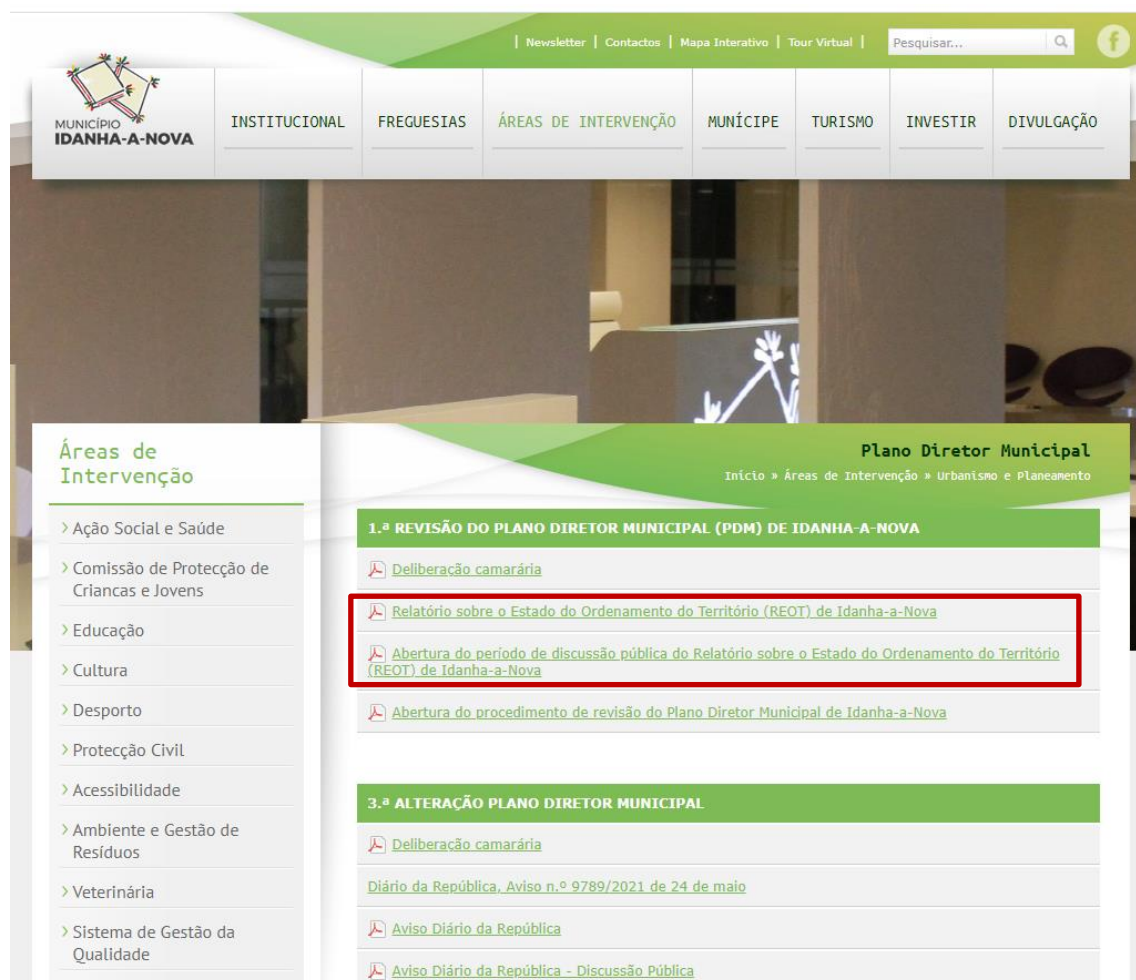 | Newsletter | Contactos | Mapa Interativo | Tour Virtual |
Pesquisar...
f
MUNICÍPIO
IDANHA-A-NOVA
INSTITUCIONAL
FREGUESIAS
ÁREAS DE INTERVENÇÃO
MUNÍCIPE
TURISMO
INVESTIR
DIVULGAÇÃO
Áreas de
Intervenção
> Ação Social e Saúde
> Comissão de Protecção de
Criancas e Jovens
> Educação
> Cultura
> Desporto
> Protecção Civil
> Acessibilidade
> Ambiente e Gestão de
Resíduos
> Veterinária
> Sistema de Gestão da
Qualidade
Plano Diretor Municipal
Início » Áreas de Intervenção » Urbanismo e Planeamento
1.ª REVISÃO DO PLANO DIRETOR MUNICIPAL (PDM) DE IDANHA-A-NOVA
Deliberação camarária
Relatório sobre o Estado do Ordenamento do Território (REOT) de Idanha-a-Nova
Abertura do período de discussão pública do Relatório sobre o Estado do Ordenamento do Território
(REOT) de Idanha-a-Nova
Abertura do procedimento de revisão do Plano Diretor Municipal de Idanha-a-Nova
3.ª ALTERAÇÃO PLANO DIRETOR MUNICIPAL
Deliberação camarária
Diário da República, Aviso n.º 9789/2021 de 24 de maio
Aviso Diário da República
Aviso Diário da República - Discussão Pública